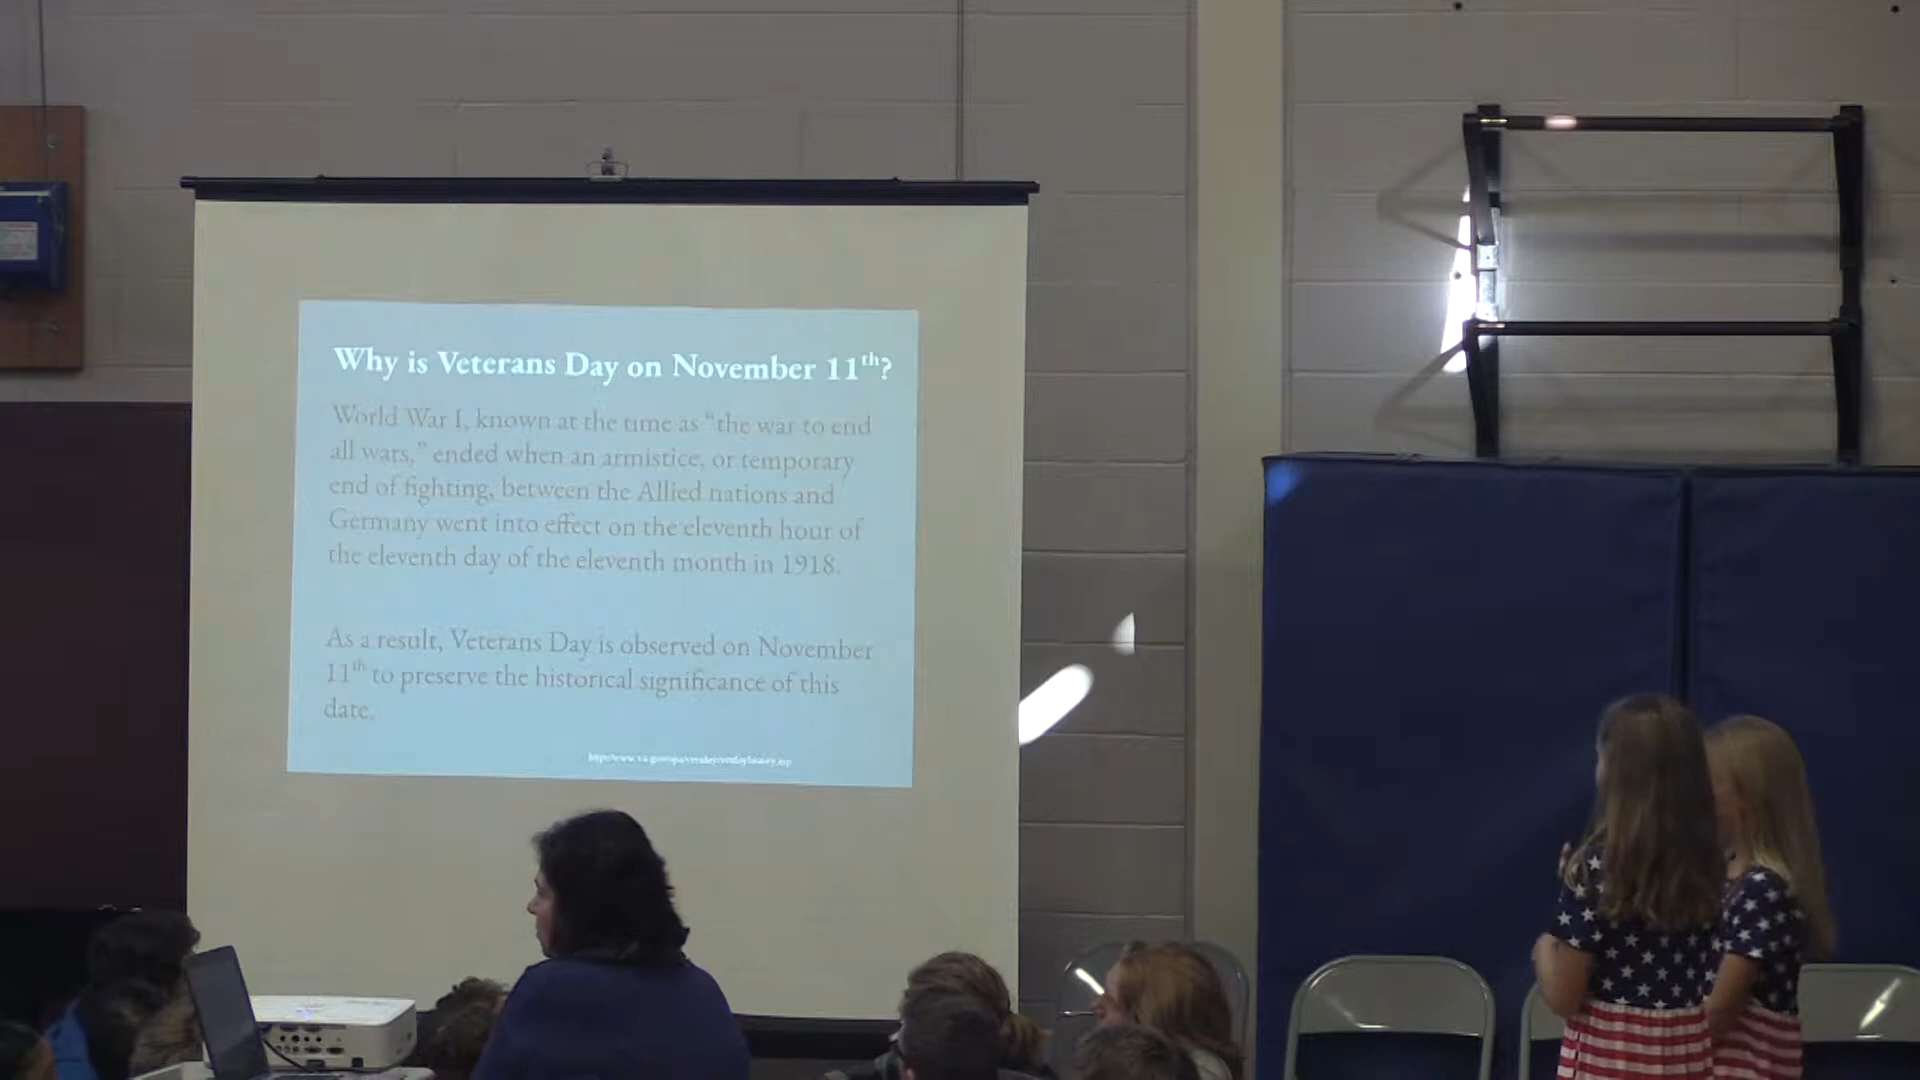 Why is Veterans Day on November 11th?
World War I, known at the time as “the war to end
all wars,” ended when an armistice, or temporary
end of fighting, between the Allied nations and
Germany went into effect on the eleventh hour of
the eleventh day of the eleventh month in 1918.
As a result, Veterans Day is observed on November
11th to preserve the historical significance of this
date.